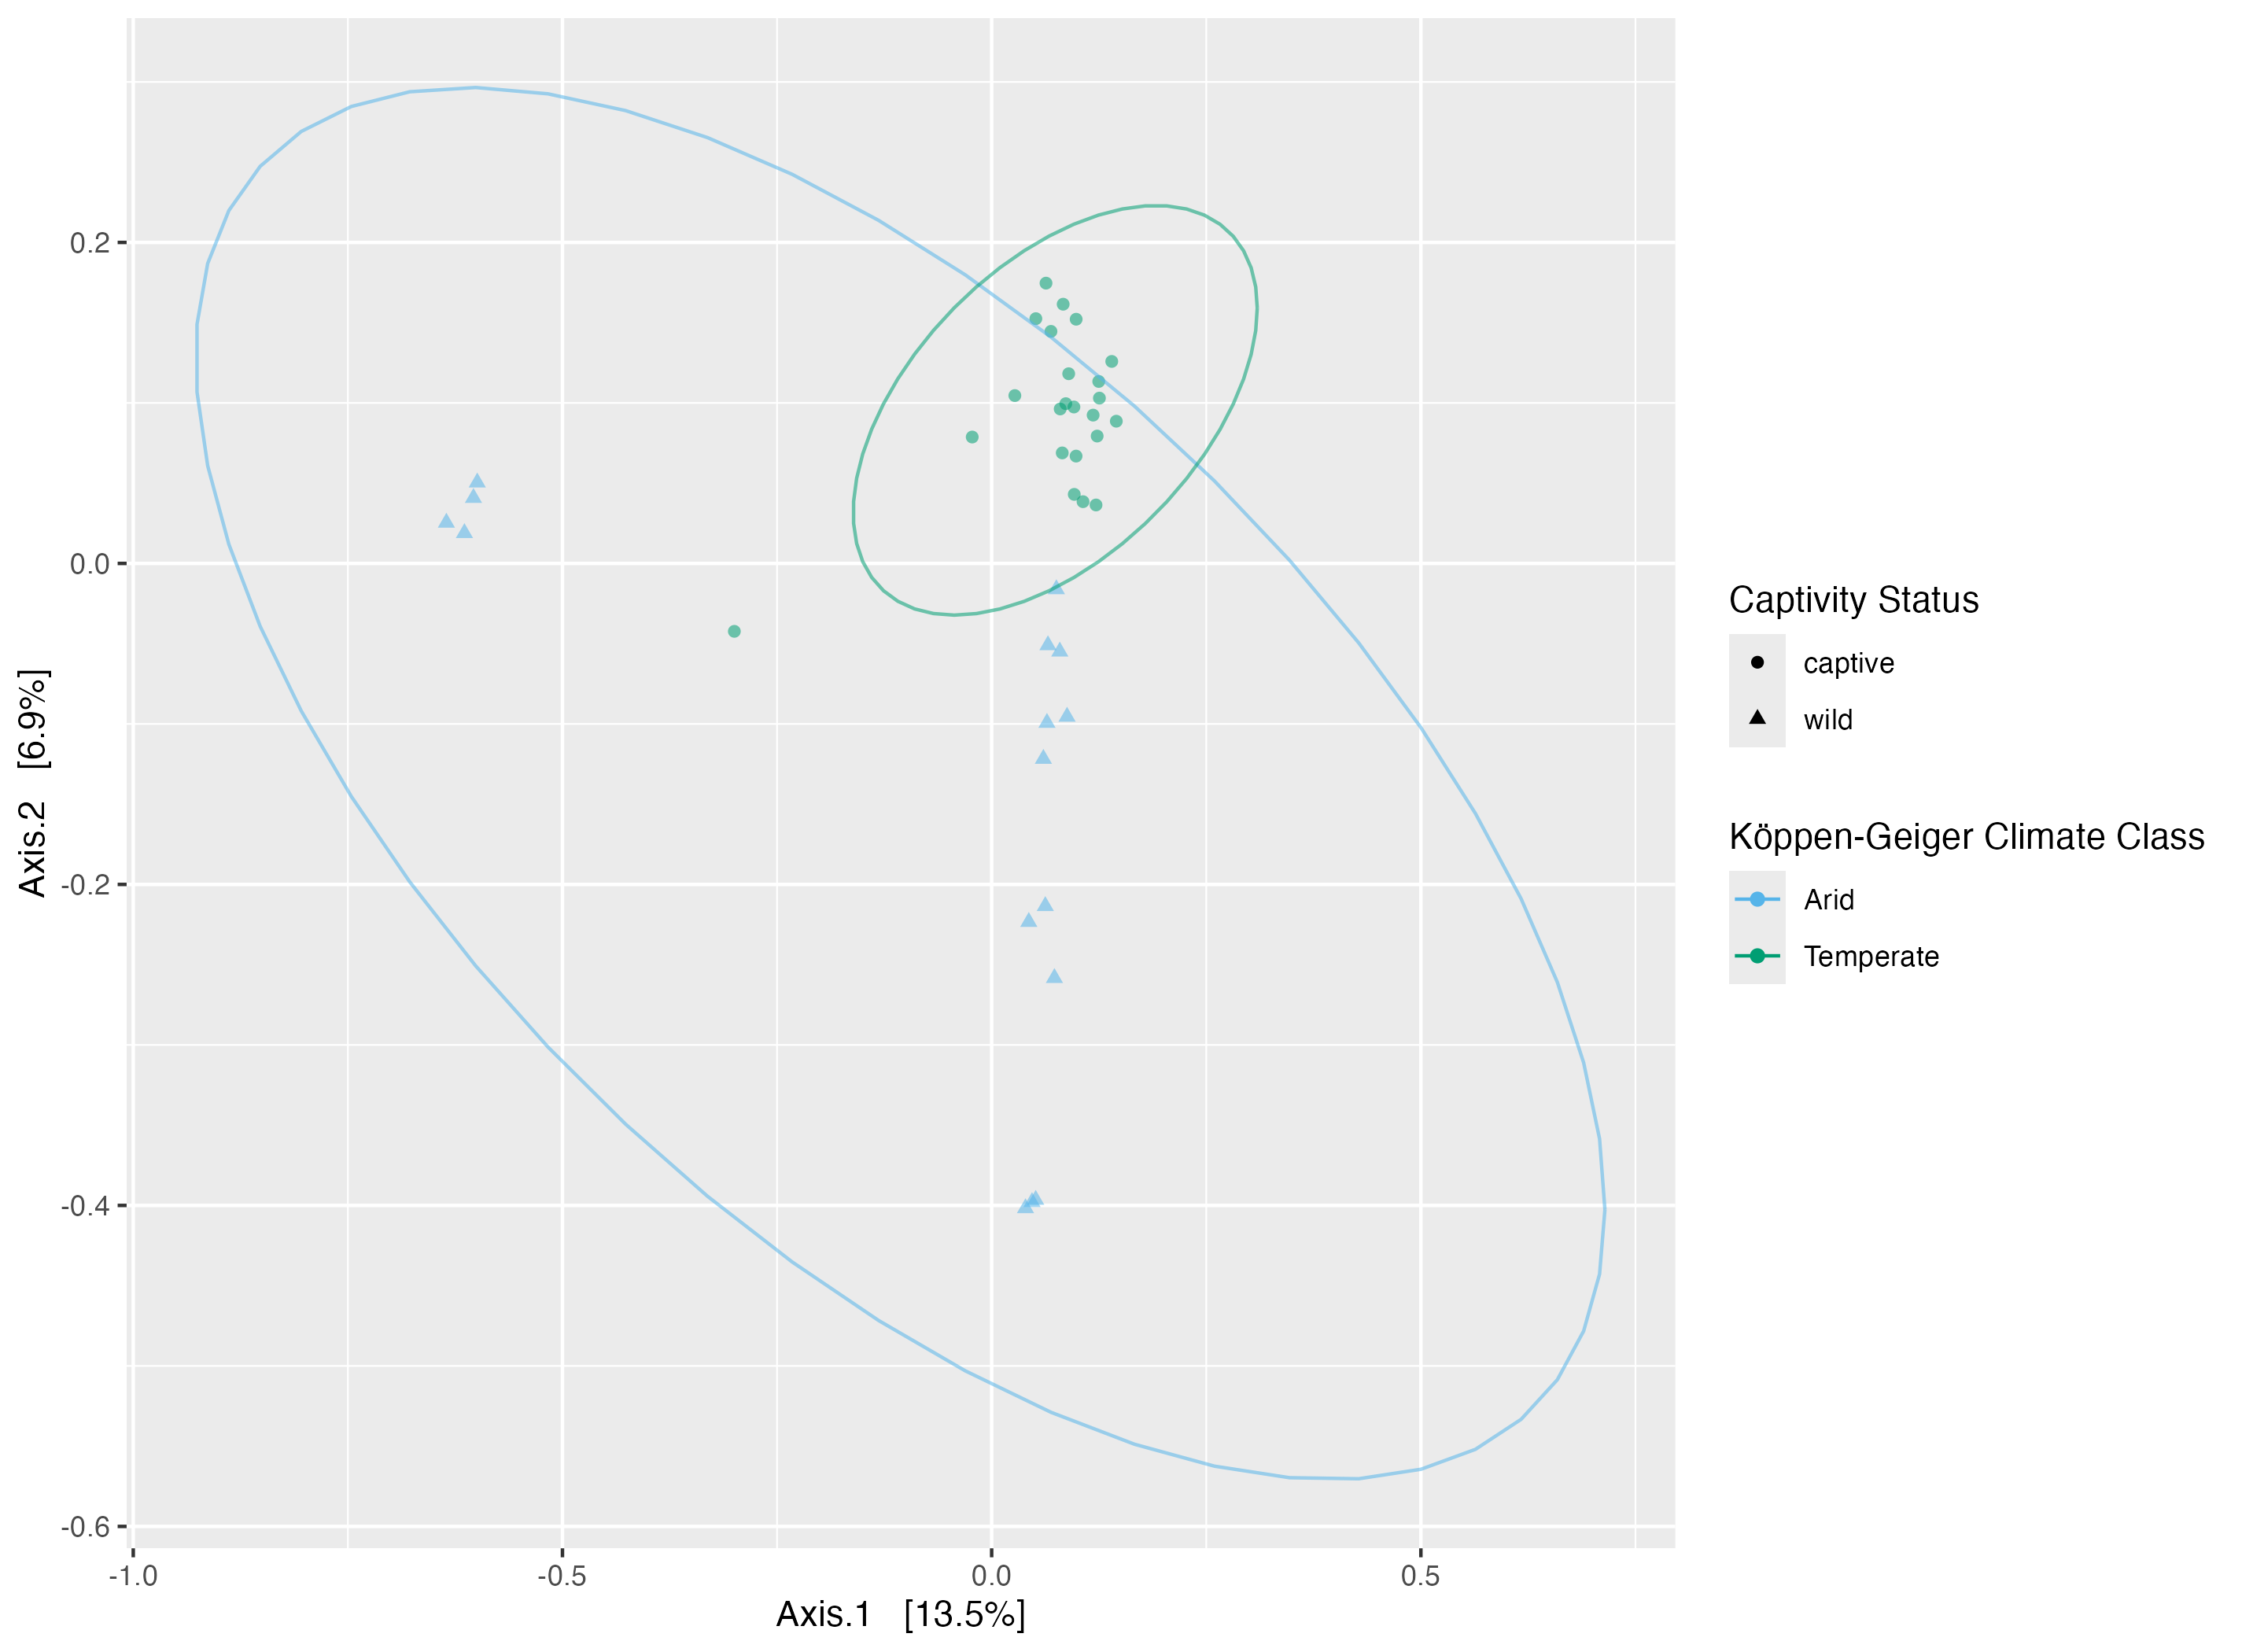 0.2
0.0
-0.2
-0.4
-0.6
Axis.2 [6.9%]
-1.0 -0.5 0.0 0.5
Axis.1 [13.5%]
Captivity Status
captive
wild
Köppen-Geiger Climate Class
Arid
Temperate